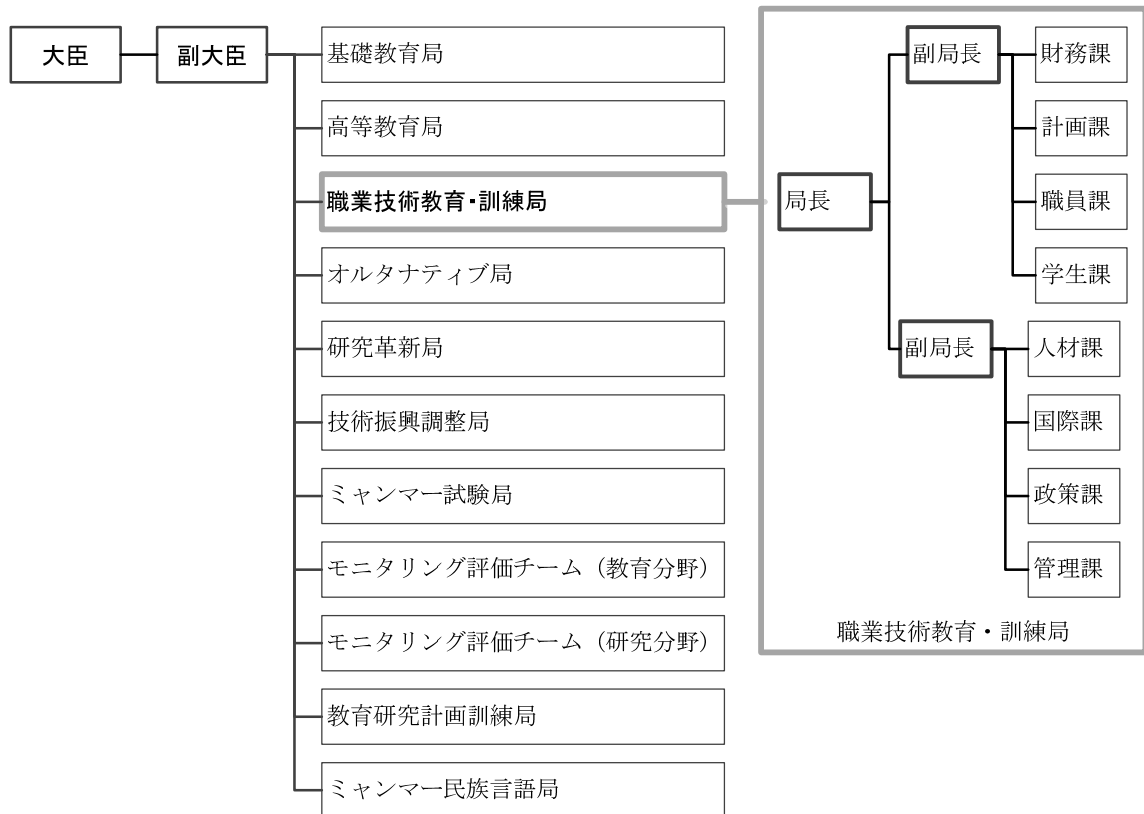 大臣
副大臣
基礎教育局
高等教育局
職業技術教育・訓練局
オルタナティブ局
研究革新局
技術振興調整局
ミャンマー試験局
モニタリング評価チーム（教育分野）
モニタリング評価チーム（研究分野）
教育研究計画訓練局
ミャンマー民族言語局
局長
副局長
財務課
計画課
職員課
学生課
副局長
人材課
国際課
政策課
管理課
職業技術教育・訓練局